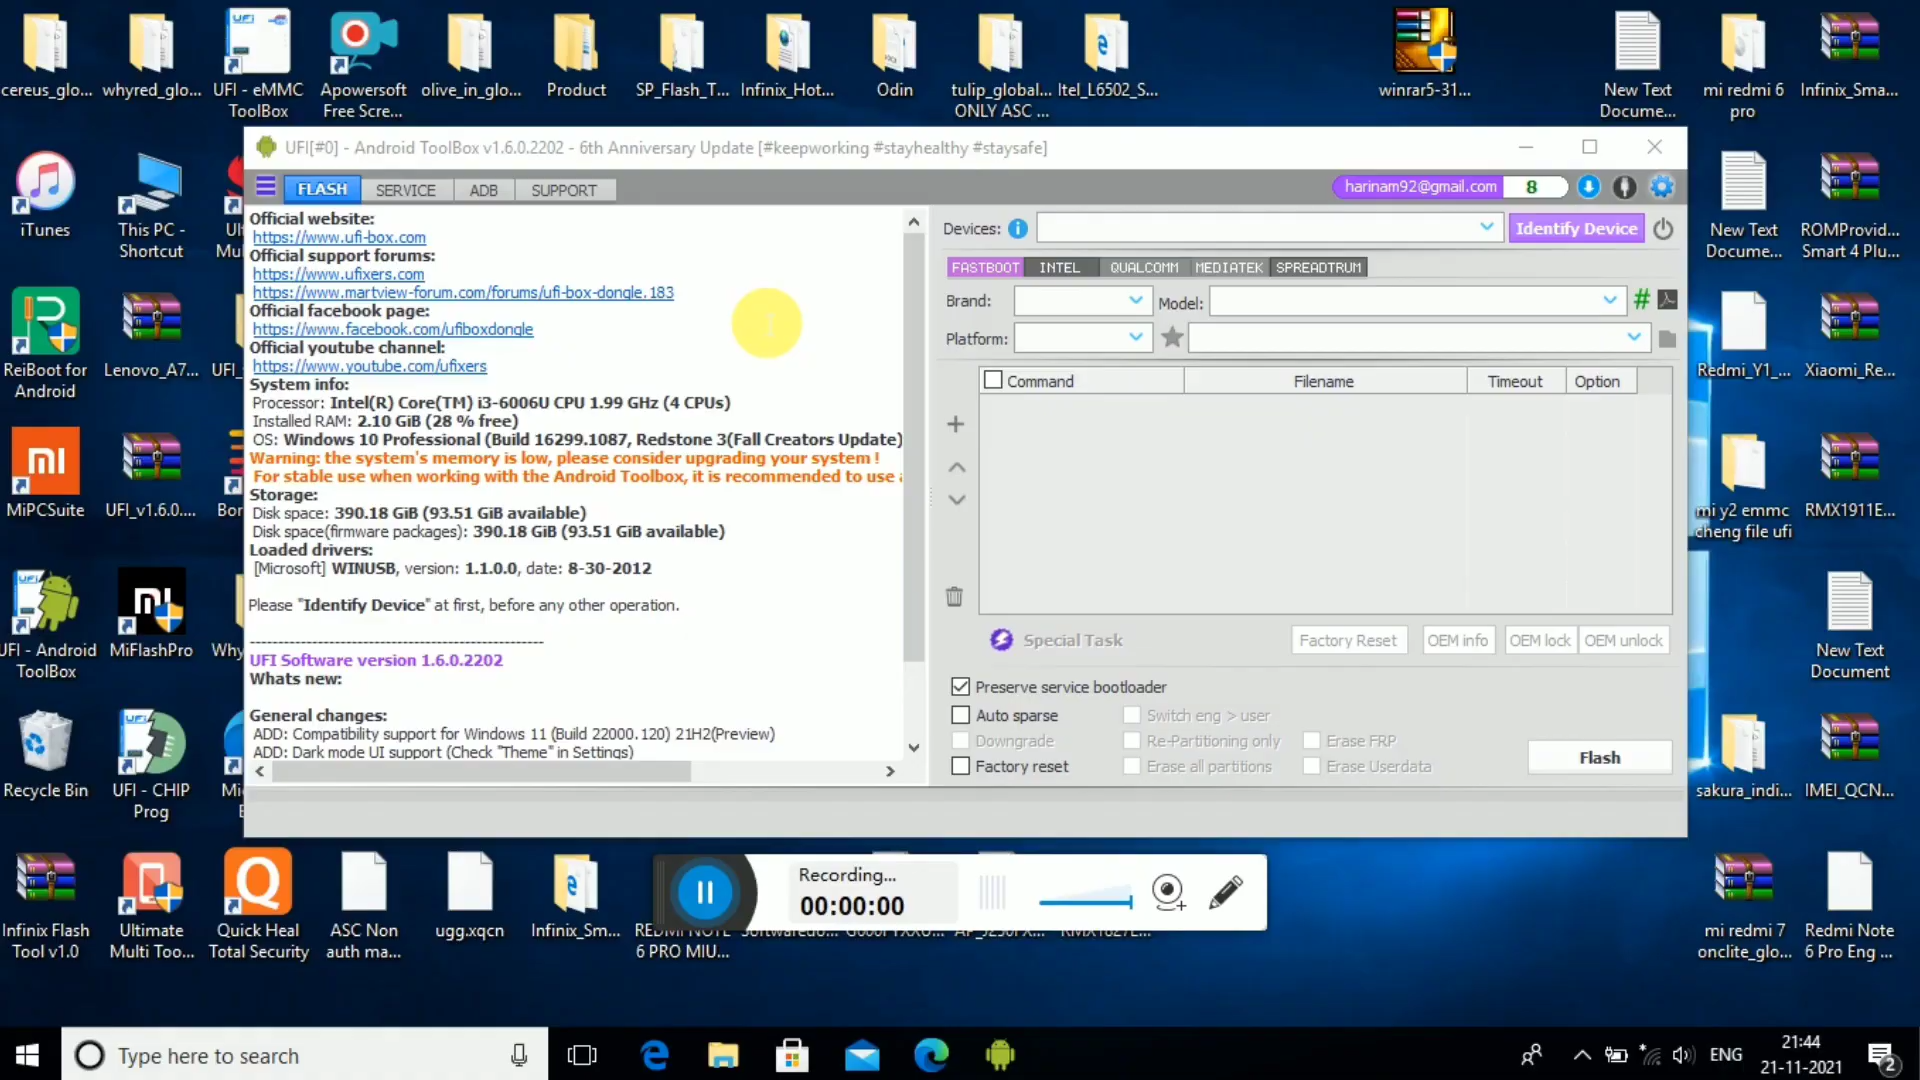 cereus_glo...
whyred_glo...
UFI - eMMC
ToolBox
Apowersoft
Free Scre...
olive_in_glo...
Product
SP_Flash_T...
Infinix_Hot...
Odin
tulip_global...
ONLY ASC ...
Itel_L6502_S...
winrar5-31...
New Text
Docume...
mi redmi 6
pro
Infinix_Sma...
UFI[#0] - Android ToolBox v1.6.0.2202 - 6th Anniversary Update [#keepworking #stayhealthy #staysafe]
FLASH
SERVICE
ADB
SUPPORT
harinam92@gmail.com
8
Official website:
https://www.ufi-box.com
Official support forums:
https://www.ufixers.com
https://www.martview-forum.com/forums/ufi-box-dongle.183
Official facebook page:
https://www.facebook.com/ufiboxdongle
Official youtube channel:
https://www.youtube.com/ufixers
System info:
Processor: Intel(R) Core(TM) i3-6006U CPU 1.99 GHz (4 CPUs)
Installed RAM: 2.10 GiB (28 % free)
OS: Windows 10 Professional (Build 16299.1087, Redstone 3(Fall Creators Update)
Warning: the system's memory is low, please consider upgrading your system !
For stable use when working with the Android Toolbox, it is recommended to use
Storage:
Disk space: 390.18 GiB (93.51 GiB available)
Disk space(firmware packages): 390.18 GiB (93.51 GiB available)
Loaded drivers:
[Microsoft] WINUSB, version: 1.1.0.0, date: 8-30-2012
Please "Identify Device" at first, before any other operation.
----------------------------------------------------
UFI Software version 1.6.0.2202
Whats new:
General changes:
ADD: Compatibility support for Windows 11 (Build 22000.120) 21H2(Preview)
ADD: Dark mode UI support (Check "Theme" in Settings)
Devices:
Identify Device
FASTBOOT
INTEL
QUALCOMM
MEDIATEK
SPREADTRUM
Brand:
Model:
#
Platform:
Command
Filename
Timeout
Option
Special Task
Factory Reset
OEM info
OEM lock
OEM unlock
Preserve service bootloader
Auto sparse
Switch eng > user
Downgrade
Re-Partitioning only
Erase FRP
Factory reset
Erase all partitions
Erase Userdata
Flash
iTunes
This PC -
Shortcut
Ul
Mul
New Text
Docume...
ROMProvid...
Smart 4 Plu...
ReiBoot for
Android
Lenovo_A7...
UFI_
Redmi_Y1_...
Xiaomi_Re...
MiPCSuite
UFI_v1.6.0....
Bor
mi y2 emmc
cheng file ufi
RMX1911E...
UFI - Android
ToolBox
MiFlashPro
Why
New Text
Document
Recycle Bin
UFI - CHIP
Prog
Mi
sakura_indi...
IMEI_QCN...
Infinix Flash
Tool v1.0
Ultimate
Multi Too...
Quick Heal
Total Security
ASC Non
auth ma...
ugg.xqcn
Infinix_Sm...
REDMI NOTE
6 PRO MIU...
mi redmi 7
onclite_glo...
Redmi Note
6 Pro Eng ...
Recording...
00:00:00
Type here to search
ENG
21:44
21-11-2021
2